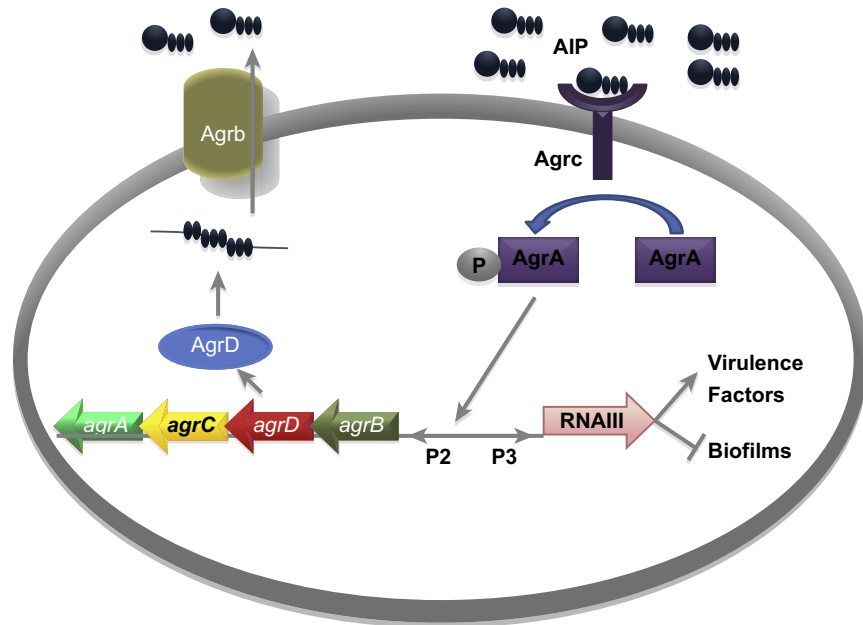 AIP
Agrb
Agrc
P
AgrA
AgrA
AgrD
Virulence
Factors
agrA
agrC
agrD
agrB
RNAIII
P2
P3
Biofilms